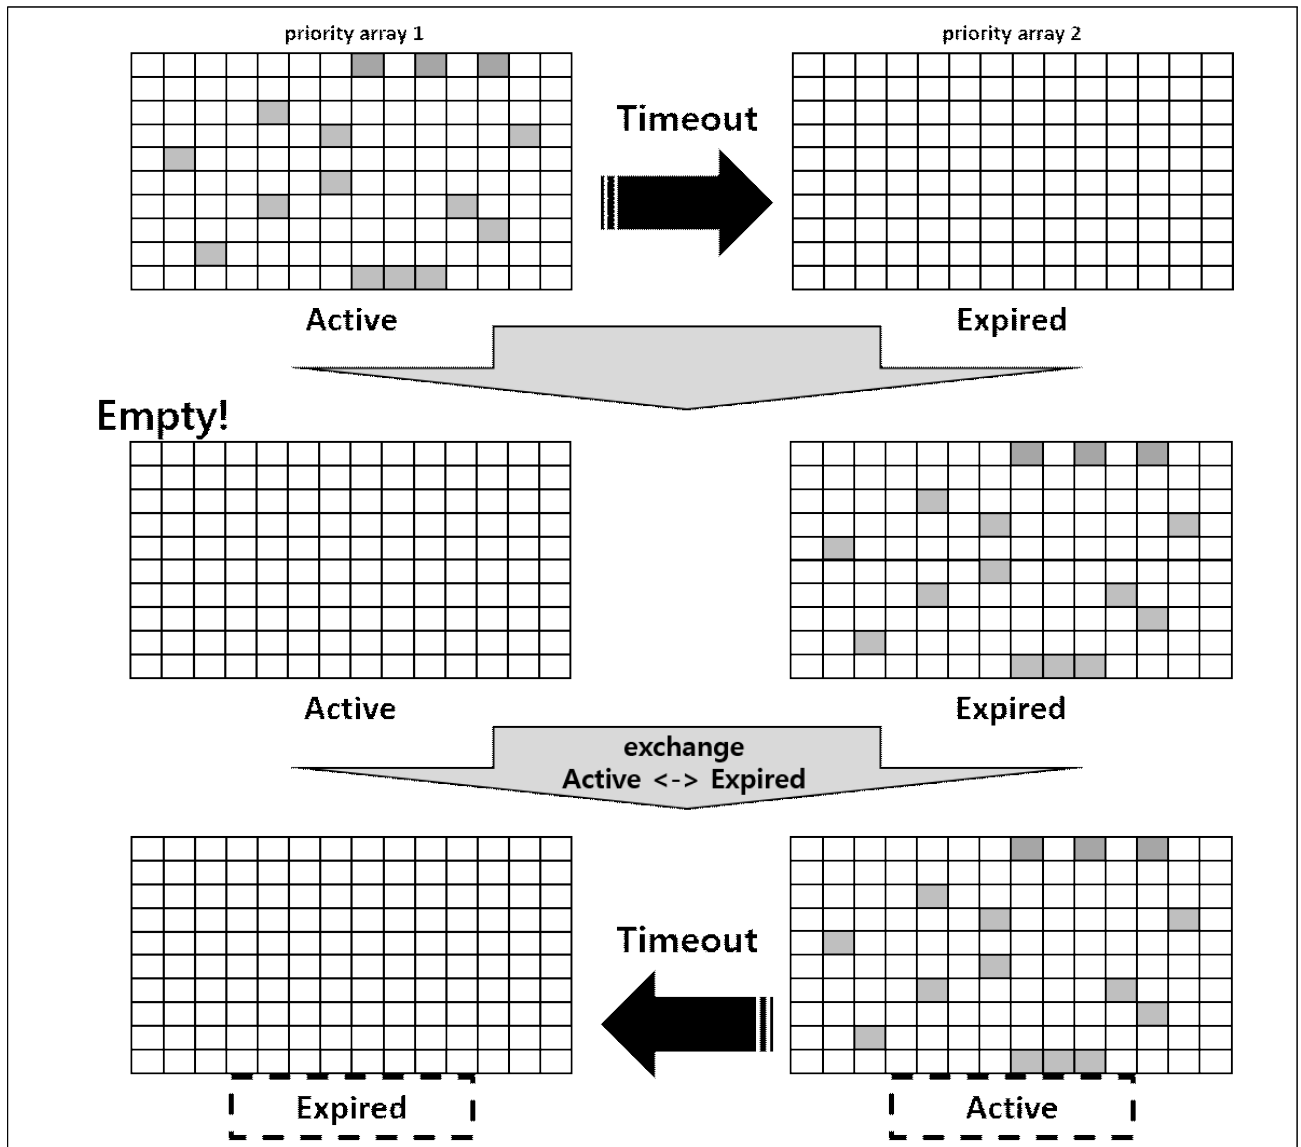 priority array 1
priority array 2
Timeout
Active
Expired
Empty!
Active
Expired
exchange
Active <-> Expired
Timeout
Expired
Active